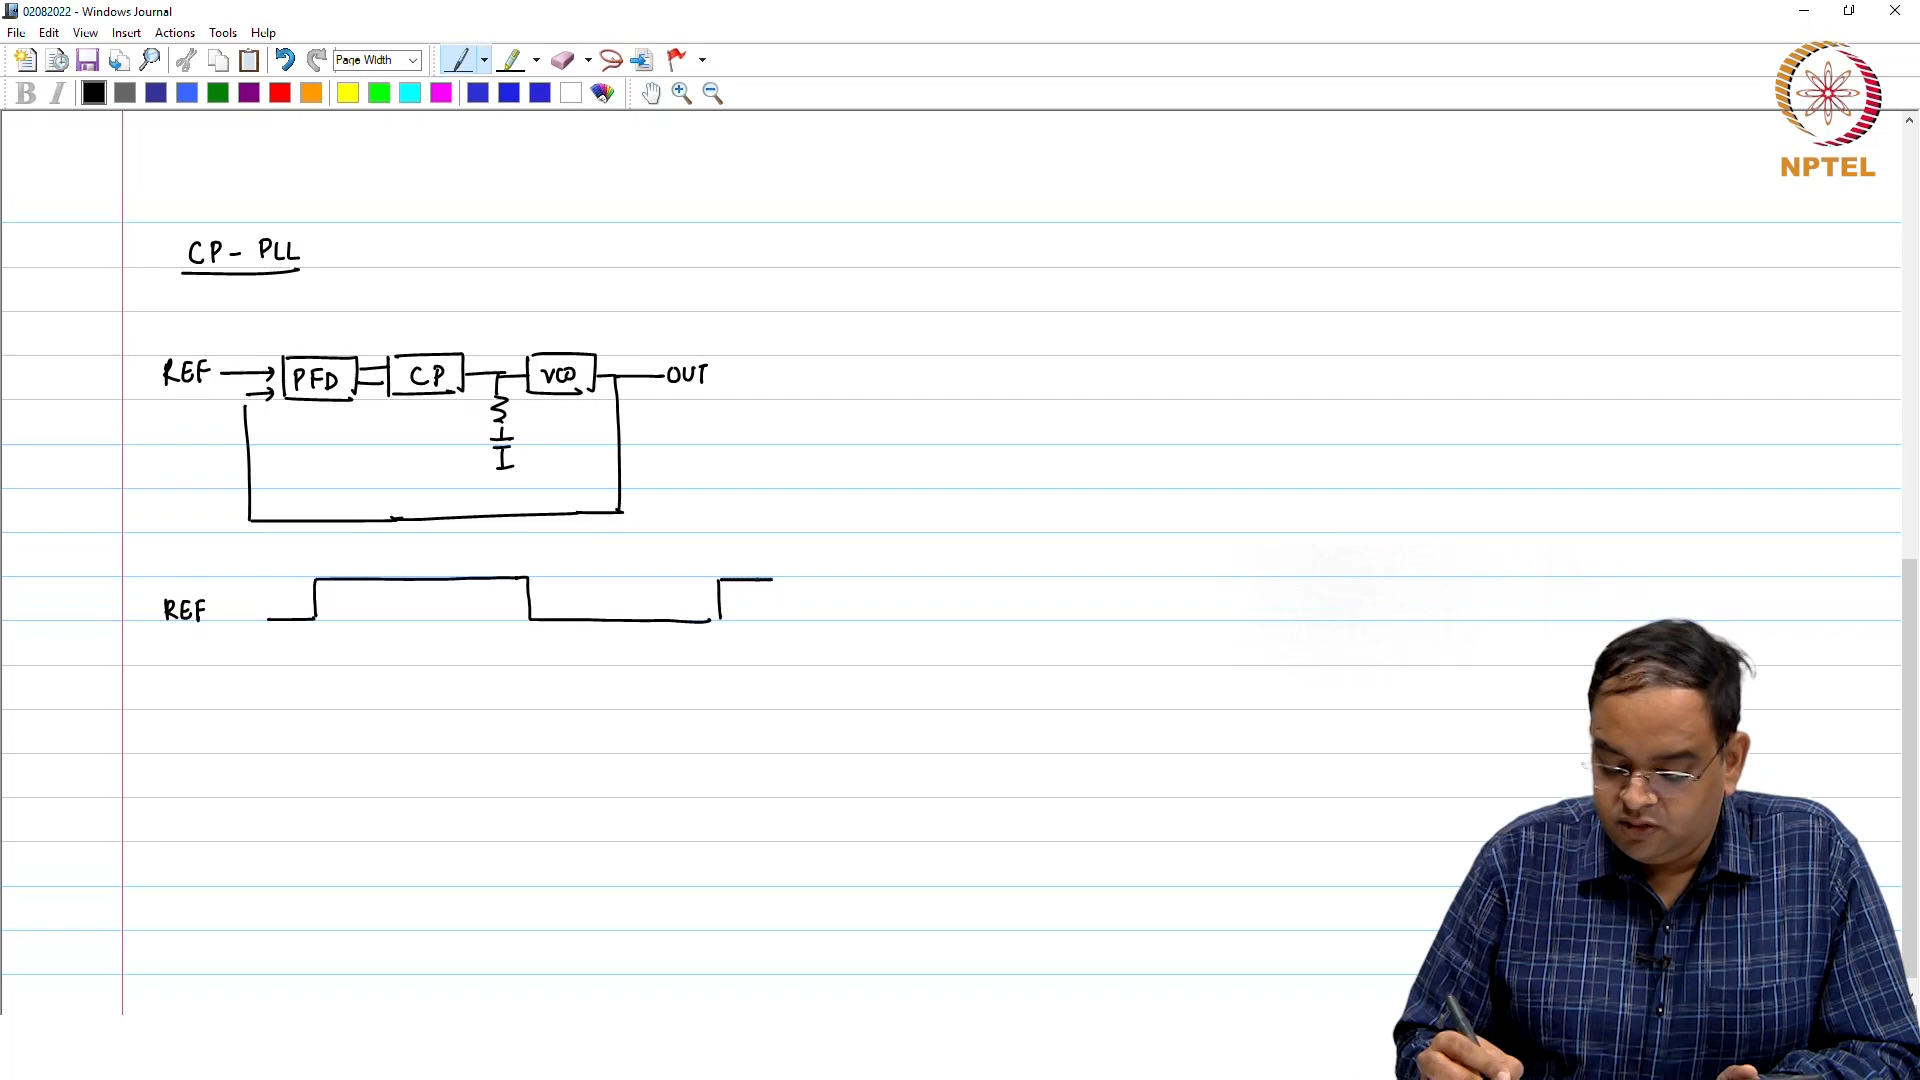 02082022 - Windows Journal
File Edit View Insert Actions Tools Help
Page Width
B I
NPTEL
CP - PLL
REF PFD CP VCO OUT
REF